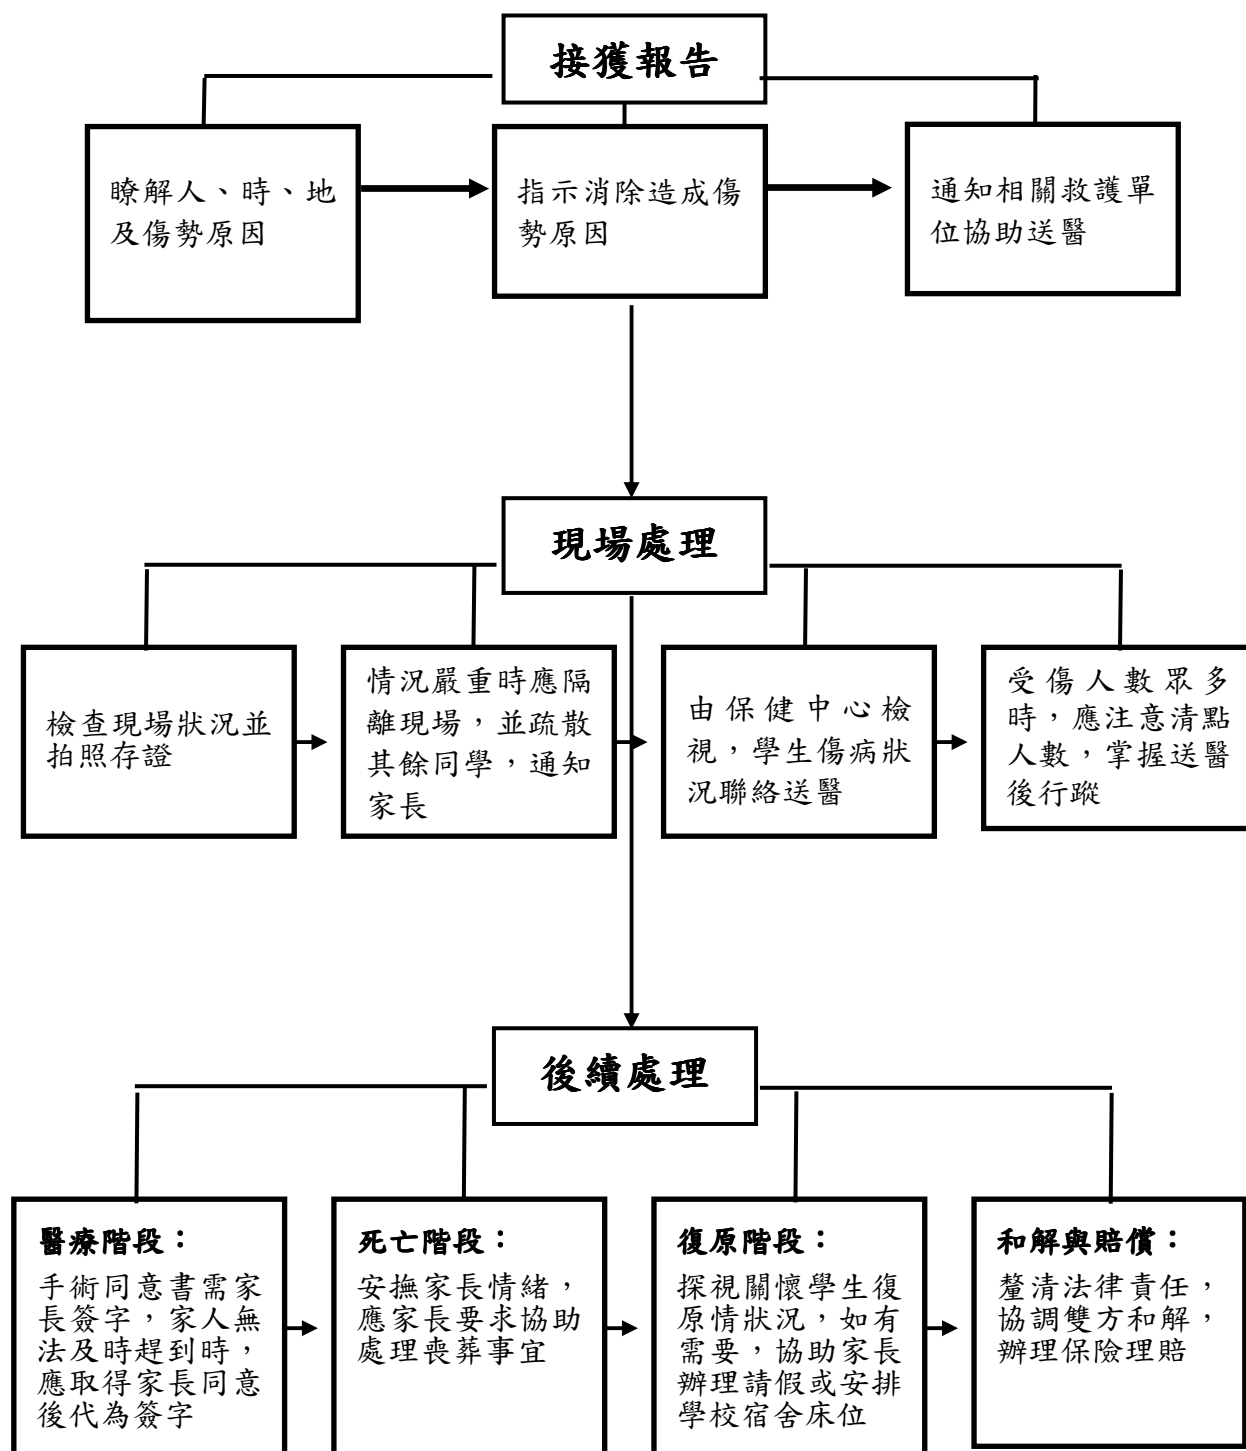 接獲報告
瞭解人、時、地
及傷勢原因
指示消除造成傷
勢原因
通知相關救護單
位協助送醫
現場處理
檢查現場狀況並
拍照存證
情況嚴重時應隔
離現場，並疏散
其餘同學，通知
家長
由保健中心檢
視，學生傷病狀
況聯絡送醫
受傷人數眾多
時，應注意清點
人數，掌握送醫
後行蹤
後續處理
醫療階段：
手術同意書需家
長簽字，家人無
法及時趕到時，
應取得家長同意
後代為簽字
死亡階段：
安撫家長情緒，
應家長要求協助
處理喪葬事宜
復原階段：
探視關懷學生復
原情狀況，如有
需要，協助家長
辦理請假或安排
學校宿舍床位
和解與賠償：
釐清法律責任，
協調雙方和解，
辦理保險理賠